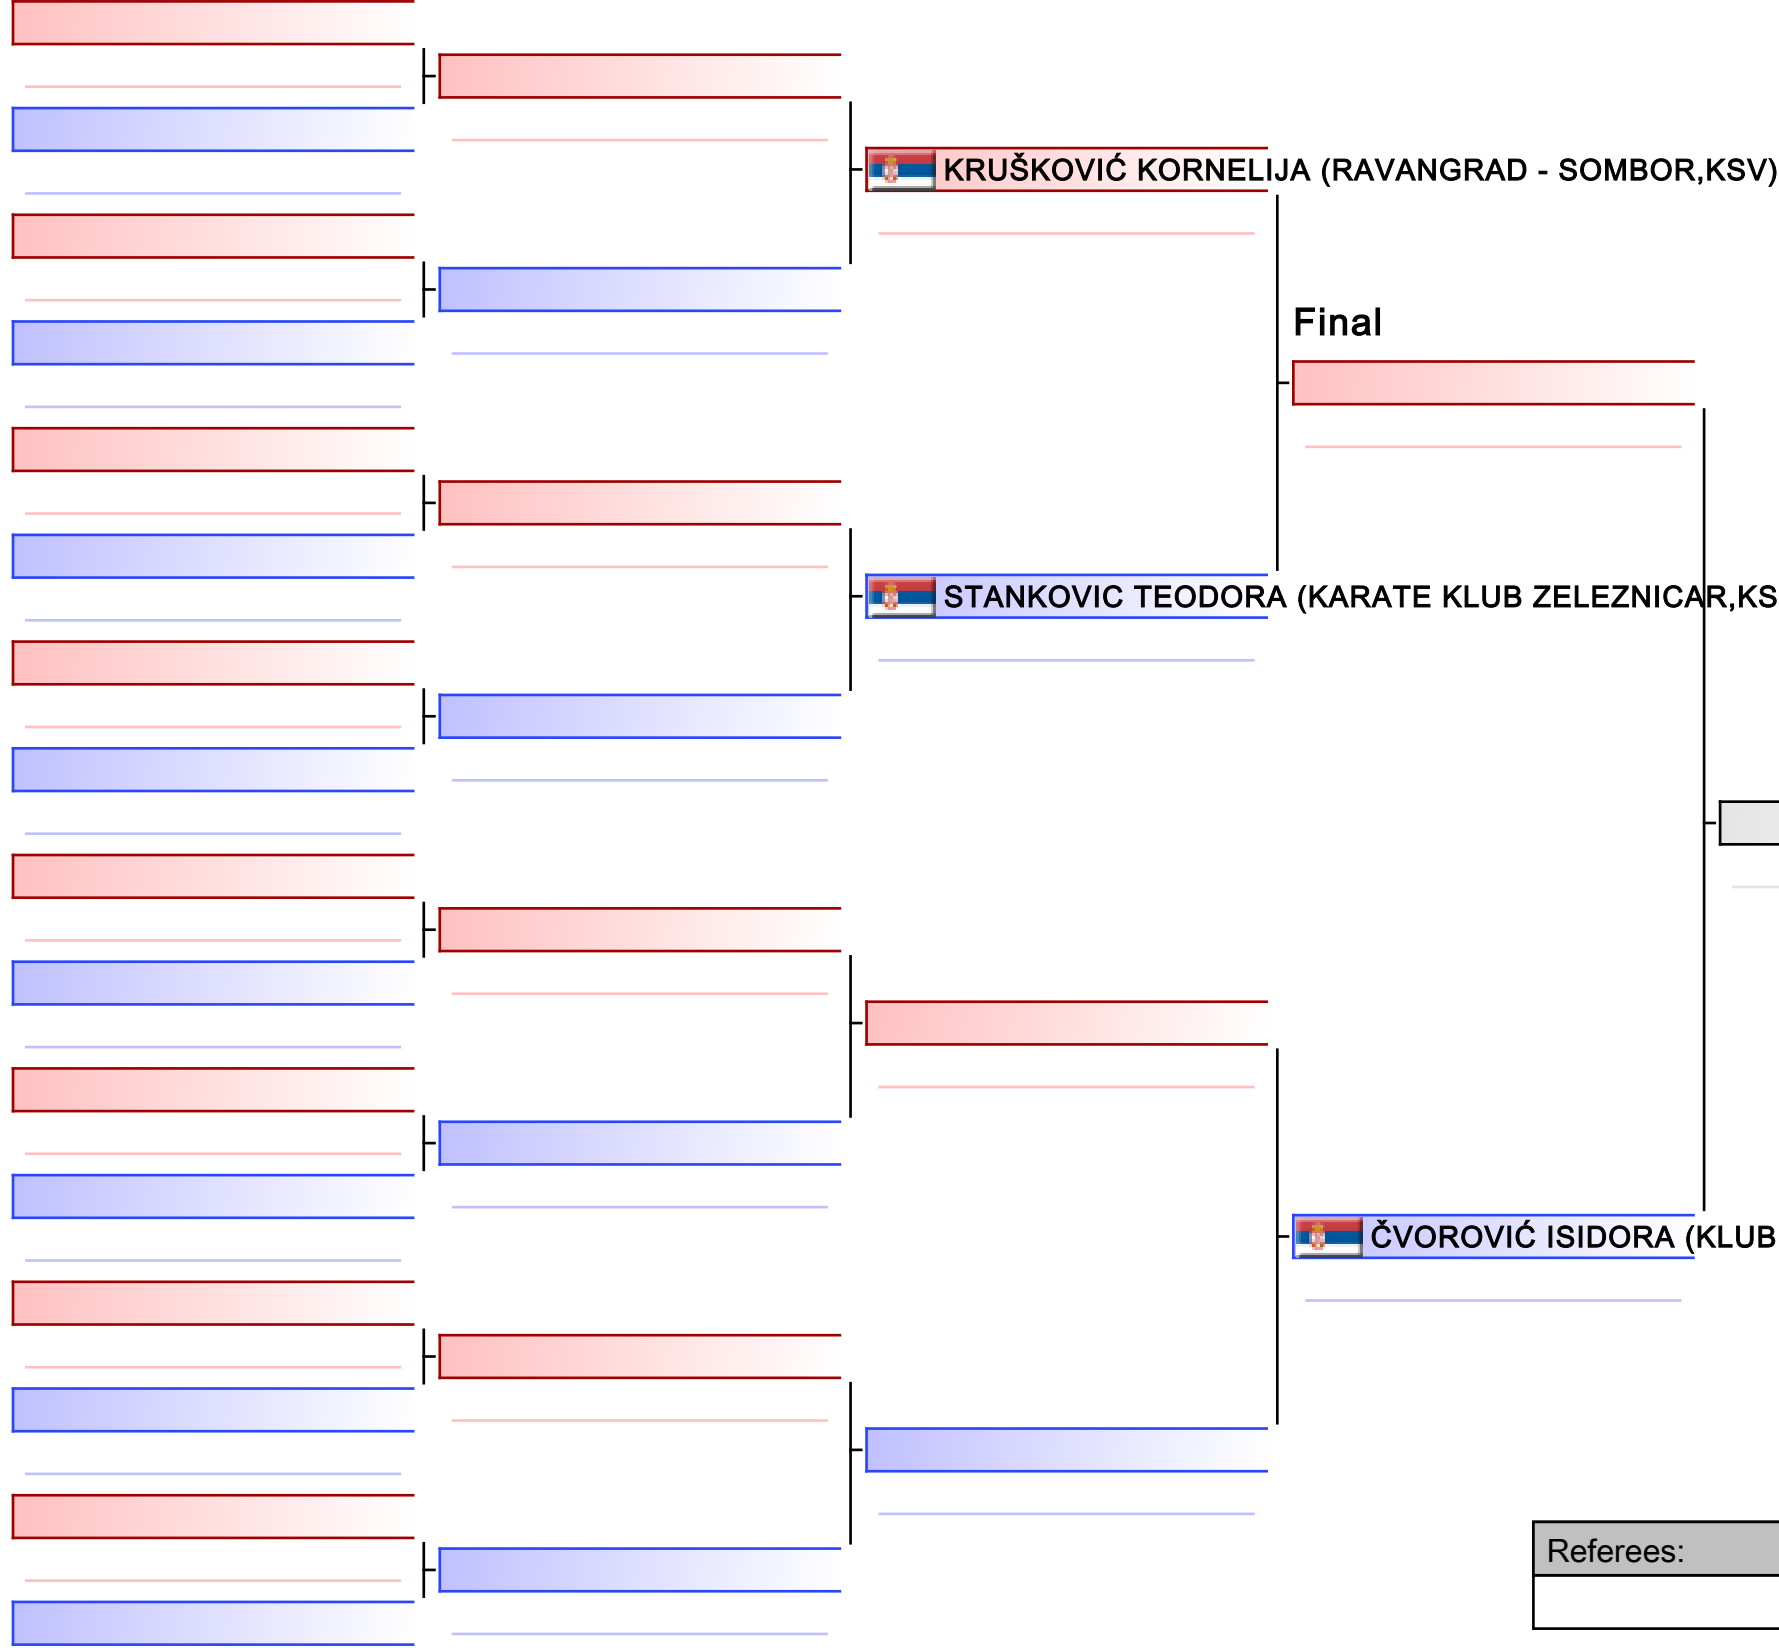 KRUŠKOVIĆ KORNELIJA (RAVANGRAD - SOMBOR,KSV)
Final
STANKOVIC TEODORA (KARATE KLUB ZELEZNICAR,KS
ČVOROVIĆ ISIDORA (KLUB
Referees: